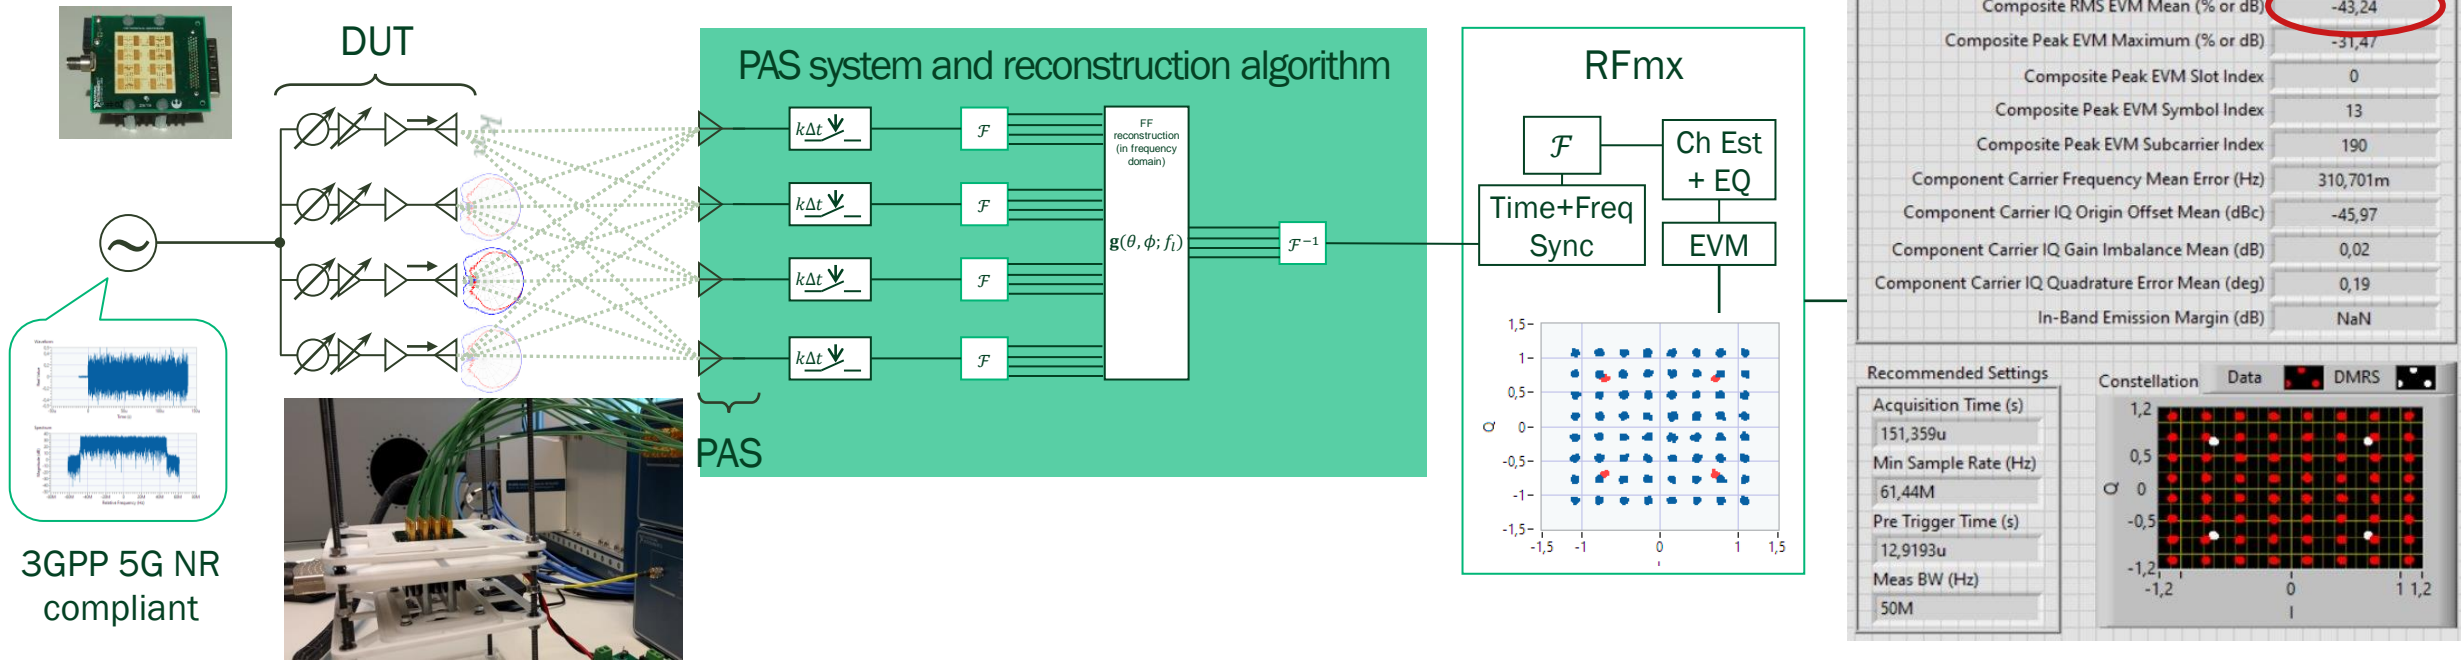 DUT
3GPP 5G NR
compliant
PAS system and reconstruction algorithm
kΔt
ℱ
kΔt
ℱ
kΔt
ℱ
kΔt
ℱ
FF
reconstruction
(in frequency
domain)
g(θ, ϕ; f_l)
ℱ⁻¹
PAS
RFmx
ℱ
Ch Est
+ EQ
Time+Freq
Sync
EVM
1,5
1
0,5
0
-0,5
-1
-1,5
Q
-1,5 -1 0 1 1,5
I
Composite RMS EVM Mean (% or dB) -43,24
Composite Peak EVM Maximum (% or dB) -31,47
Composite Peak EVM Slot Index 0
Composite Peak EVM Symbol Index 13
Composite Peak EVM Subcarrier Index 190
Component Carrier Frequency Mean Error (Hz) 310,701m
Component Carrier IQ Origin Offset Mean (dBc) -45,97
Component Carrier IQ Gain Imbalance Mean (dB) 0,02
Component Carrier IQ Quadrature Error Mean (deg) 0,19
In-Band Emission Margin (dB) NaN
Recommended Settings
Acquisition Time (s)
151,359u
Min Sample Rate (Hz)
61,44M
Pre Trigger Time (s)
12,9193u
Meas BW (Hz)
50M
Constellation Data DMRS
1,2
0,5
0
-0,5
-1,2
Q
-1,2 0 1 1,2
I